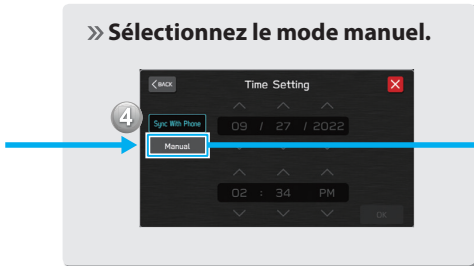 » Sélectionnez le mode manuel.
< BACK Time Setting
4
Sync With Phone
09 / 27 / 2022
Manual
02 : 34 PM
OK